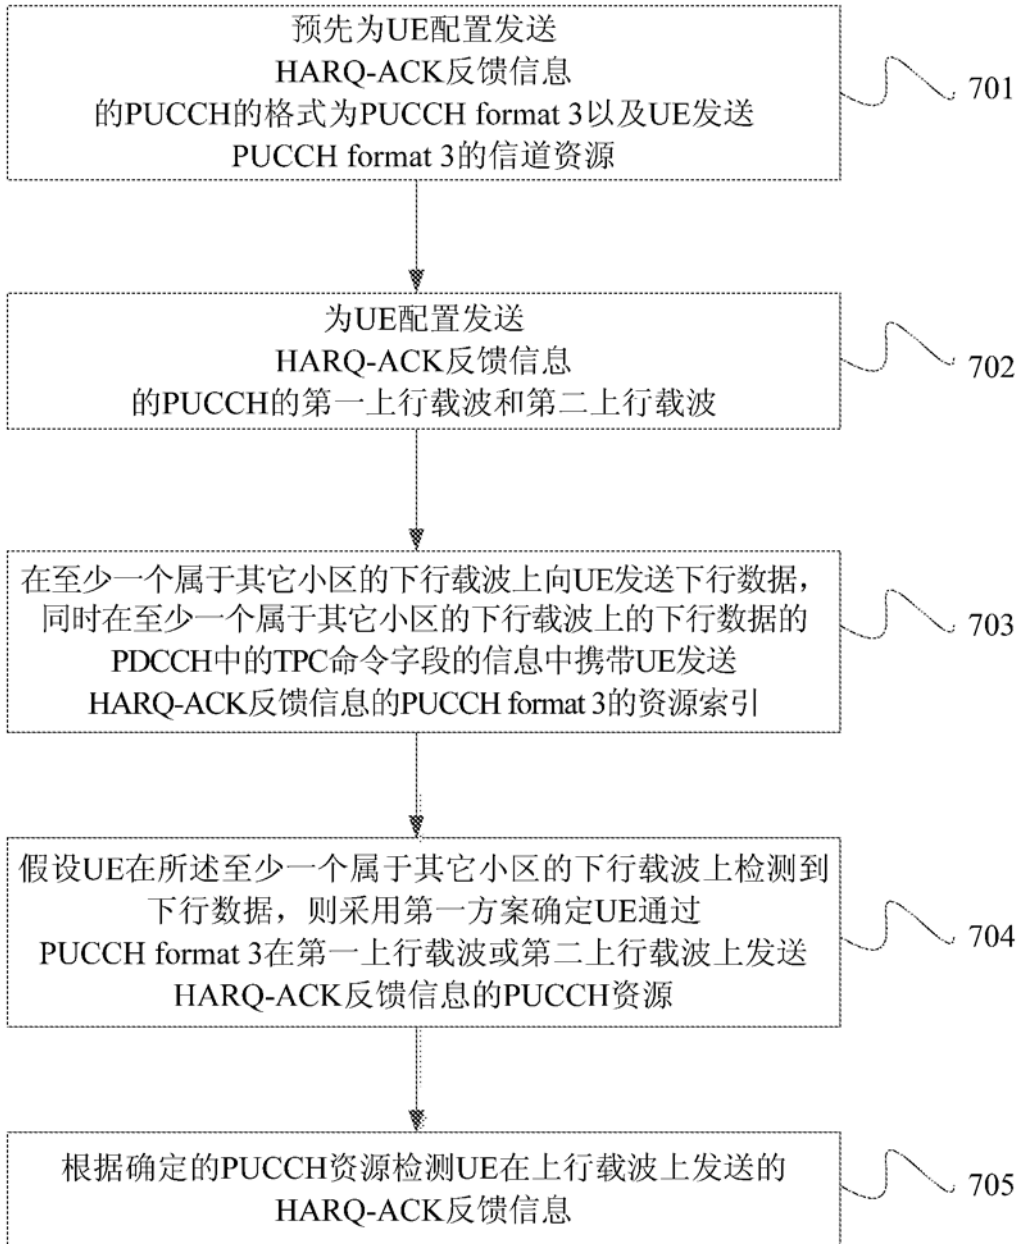 预先为UE配置发送
HARQ-ACK反馈信息
的PUCCH的格式为PUCCH format 3以及UE发送
PUCCH format 3的信道资源
701
为UE配置发送
HARQ-ACK反馈信息
的PUCCH的第一上行载波和第二上行载波
702
在至少一个属于其它小区的下行载波上向UE发送下行数据，
同时在至少一个属于其它小区的下行载波上的下行数据的
PDCCH中的TPC命令字段的信息中携带UE发送
HARQ-ACK反馈信息的PUCCH format 3的资源索引
703
假设UE在所述至少一个属于其它小区的下行载波上检测到
下行数据，则采用第一方案确定UE通过
PUCCH format 3在第一上行载波或第二上行载波上发送
HARQ-ACK反馈信息的PUCCH资源
704
根据确定的PUCCH资源检测UE在上行载波上发送的
HARQ-ACK反馈信息
705